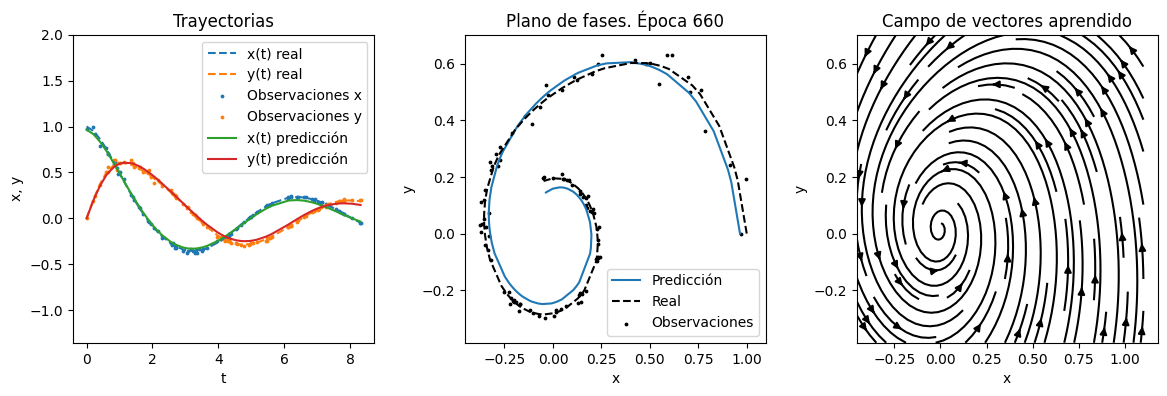 Trayectorias
x, y
2.0
1.5
1.0
0.5
0.0
−0.5
−1.0
x(t) real
y(t) real
Observaciones x
Observaciones y
x(t) predicción
y(t) predicción
0 2 4 6 8
t
Plano de fases. Época 660
y
0.6
0.4
0.2
0.0
−0.2
Predicción
Real
Observaciones
−0.25 0.00 0.25 0.50 0.75 1.00
x
Campo de vectores aprendido
y
0.6
0.4
0.2
0.0
−0.2
−0.25 0.00 0.25 0.50 0.75 1.00
x